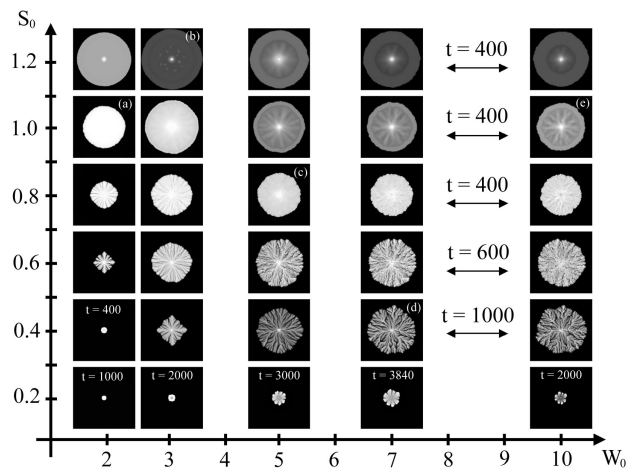 S₀
1.2 (b) t = 400
1.0 (a) t = 400 (e)
0.8 (c) t = 400
0.6 t = 600
0.4 t = 400 (d) t = 1000
0.2 t = 1000 t = 2000 t = 3000 t = 3840 t = 2000
2 3 4 5 6 7 8 9 10 W₀